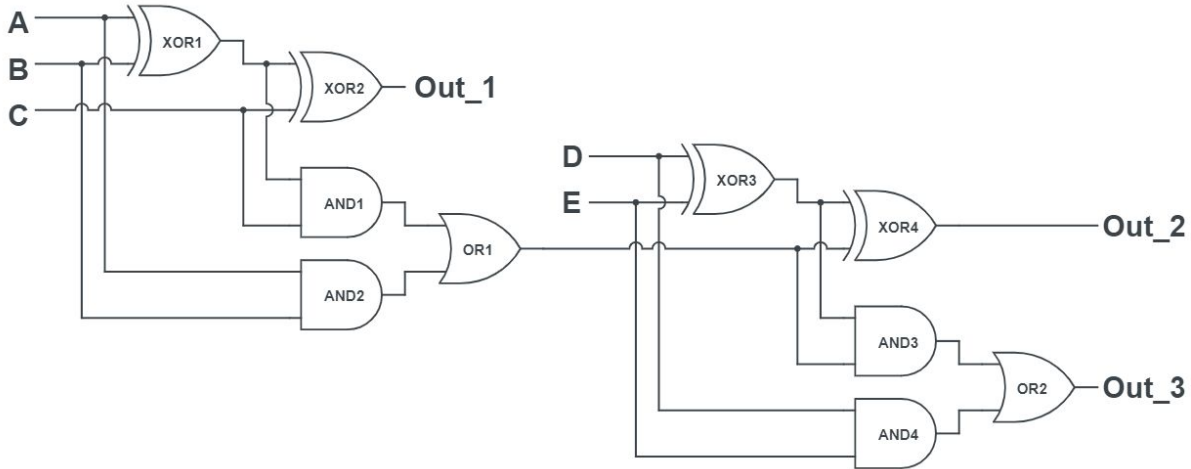 A
B
C
XOR1
XOR2
Out_1
AND1
AND2
OR1
D
E
XOR3
XOR4
Out_2
AND3
AND4
OR2
Out_3